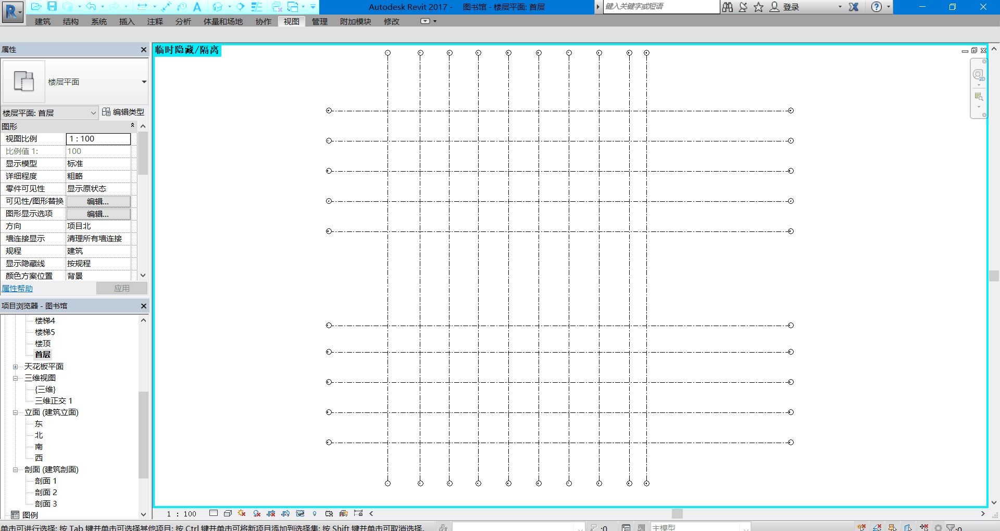 Autodesk Revit 2017 - 图书馆 - 楼层平面: 首层
键入关键字或短语
登录
建筑 结构 系统 插入 注释 分析 体量和场地 协作 视图 管理 附加模块 修改
属性
楼层平面
楼层平面: 首层
编辑类型
图形
视图比例 1 : 100
比例值 1: 100
显示模型 标准
详细程度 粗略
零件可见性 显示原状态
可见性/图形替换 编辑...
图形显示选项 编辑...
方向 项目北
墙连接显示 清理所有墙连接
规程 建筑
显示隐藏线 按规程
颜色方案位置 背景
属性帮助 应用
项目浏览器 - 图书馆
楼梯4
楼梯5
楼顶
首层
天花板平面
三维视图
{三维}
三维正交 1
立面 (建筑立面)
东
北
南
西
剖面 (建筑剖面)
剖面 1
剖面 2
剖面 3
图例
临时隐藏/隔离
2D
1 : 100
单击可进行选择; 按 Tab 键并单击可选择其他项目; 按 Ctrl 键并单击可将新项目添加到选择集; 按 Shift 键并单击可取消选择。
:0
主模型
:0